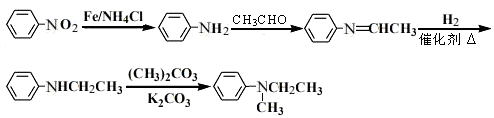 NO2 Fe/NH4Cl NH2 CH3CHO N=CHCH3 H2 催化剂 Δ
NHCH2CH3 (CH3)2CO3 K2CO3 N-CH2CH3 CH3